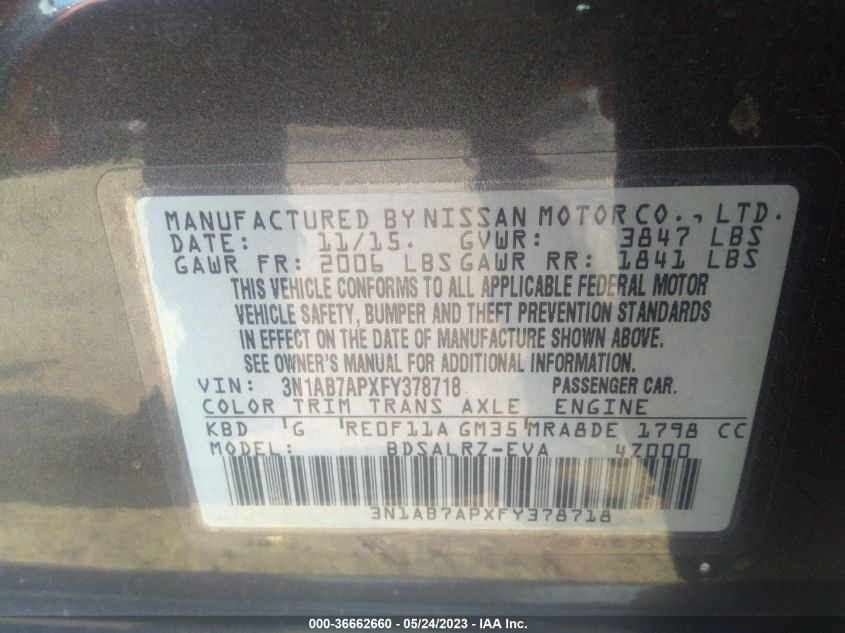 MANUFACTURED BY NISSAN MOTOR CO., LTD.
DATE: 11/15. GVWR: 3847 LBS
GAWR FR: 2006 LBS GAWR RR: 1841 LBS
THIS VEHICLE CONFORMS TO ALL APPLICABLE FEDERAL MOTOR
VEHICLE SAFETY, BUMPER AND THEFT PREVENTION STANDARDS
IN EFFECT ON THE DATE OF MANUFACTURE SHOWN ABOVE.
SEE OWNER'S MANUAL FOR ADDITIONAL INFORMATION.
VIN: 3N1AB7APXFY378718 PASSENGER CAR.
COLOR TRIM TRANS AXLE ENGINE
KBD G RE0F11A GM35 MRA8DE 1798 CC
MODEL: BDSALRZ-EVA 47000
3N1AB7APXFY378718
000-36662660 - 05/24/2023 - IAA Inc.